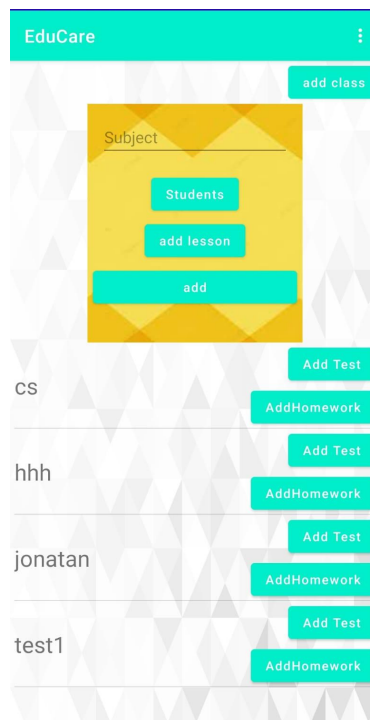 EduCare
add class
Subject
Students
add lesson
add
Add Test
cs
AddHomework
Add Test
hhh
AddHomework
Add Test
jonatan
AddHomework
Add Test
test1
AddHomework